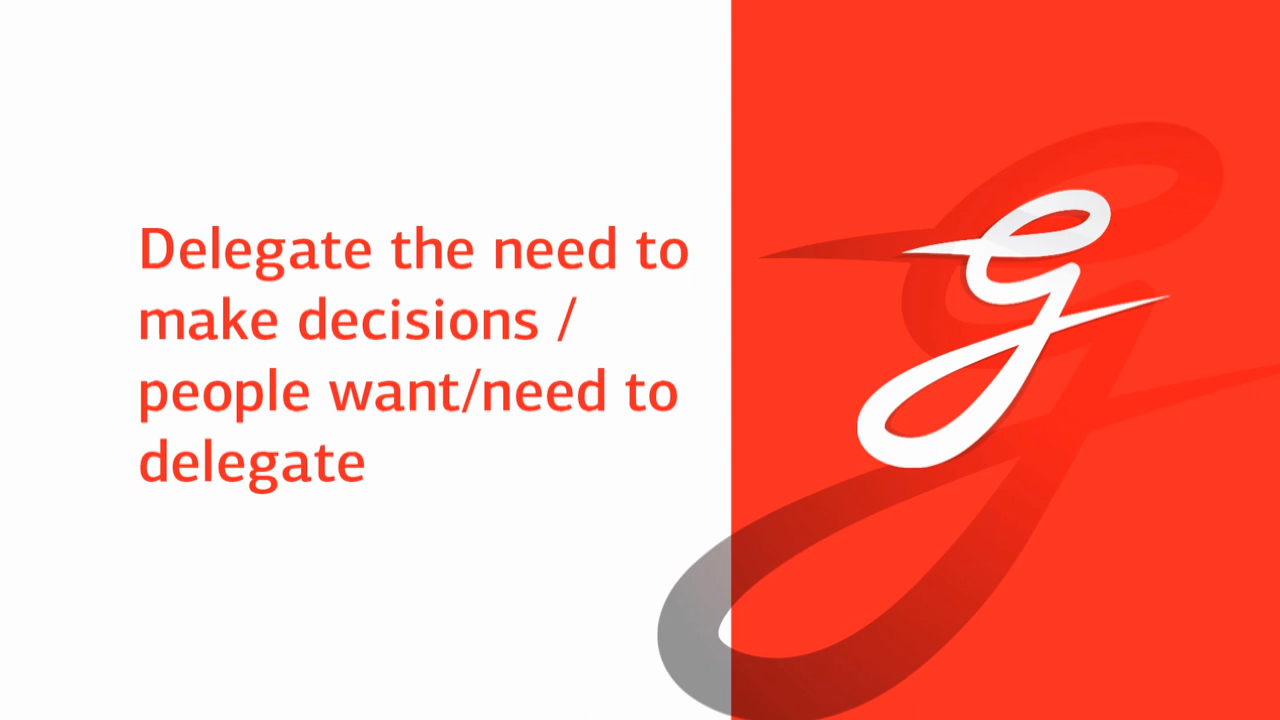 Delegate the need to
make decisions /
people want/need to
delegate